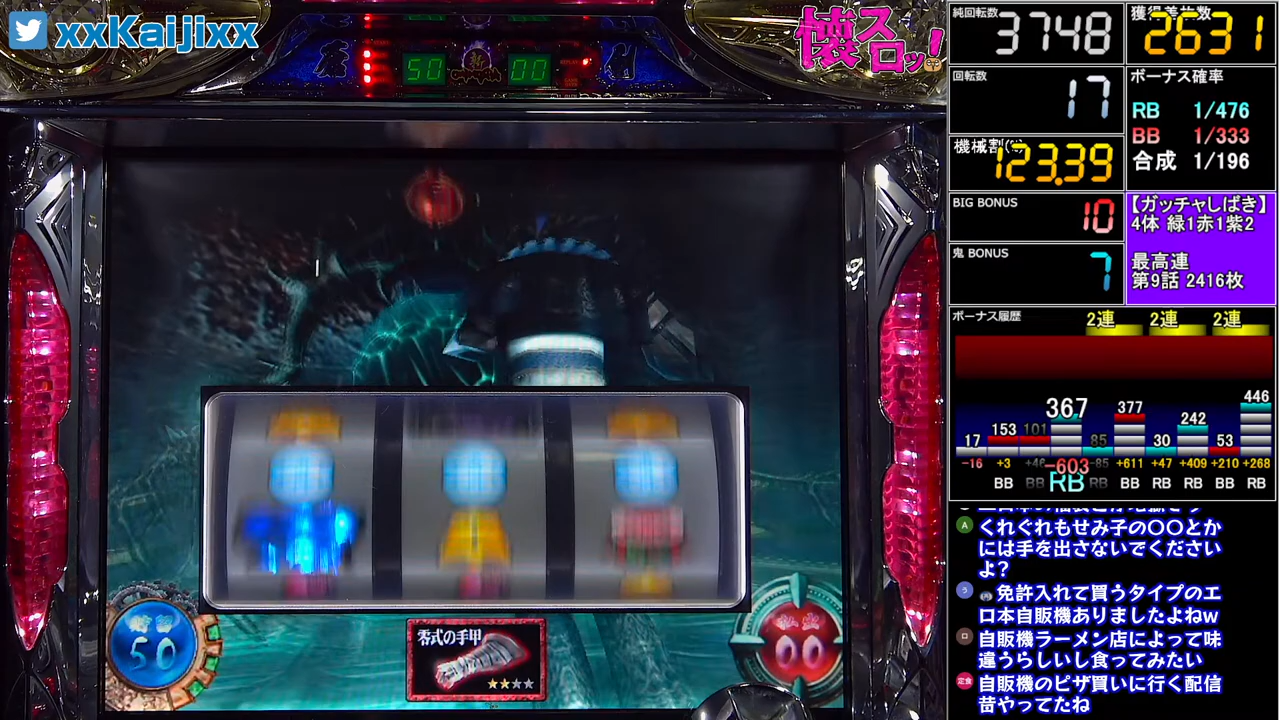 xxKaijixx
懐スロッ!
50
00
零式の手甲
50
00
純回転数
3748
獲得差枚数
2631
回転数
17
ボーナス確率
RB 1/476
BB 1/333
合成 1/196
機械割(%)
123.39
BIG BONUS
10
鬼 BONUS
7
【ガッチャしばき】
4体 緑1赤1紫2
最高連
第9話 2416枚
ボーナス履歴
2連 2連 2連
17 153 101 367 85 377 30 242 53 446
-16 +3 -603 -85 +611 +47 +409 +210 +268
BB BB RB RB BB RB RB BB RB
くれぐれもせみ子の〇〇とか
には手を出さないでください
よ?
免許入れて買うタイプのエ
ロ本自販機ありましたよねw
自販機ラーメン店によって味
違うらしいし食ってみたい
自販機のピザ買いに行く配信
昔やってたね